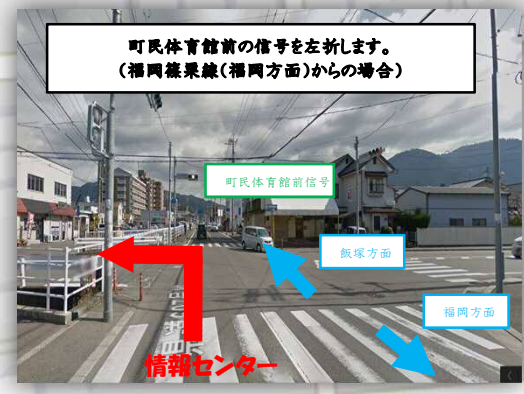 町民体育館前の信号を左折します。
(福岡篠栗線(福岡方面)からの場合)
町民体育館前信号
飯塚方面
福岡方面
情報センター